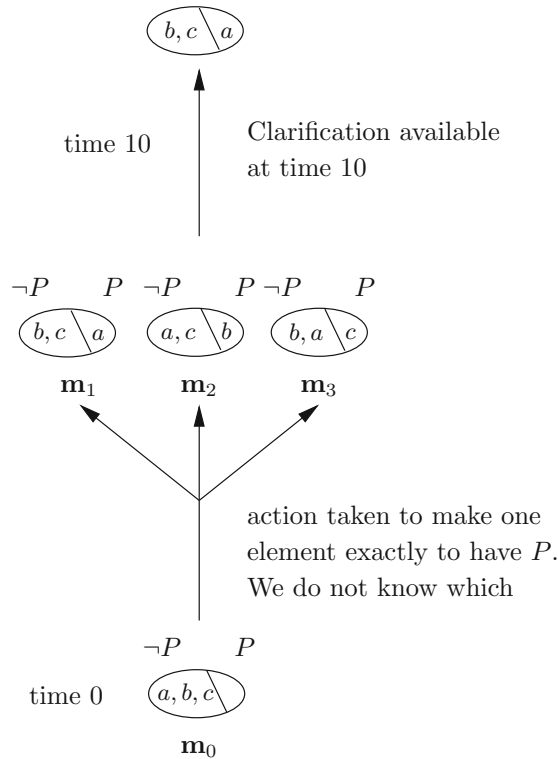 b, c a
time 10
Clarification available
at time 10
¬P P ¬P P ¬P P
b, c a a, c b b, a c
m₁ m₂ m₃
action taken to make one
element exactly to have P.
We do not know which
¬P P
time 0
a, b, c
m₀